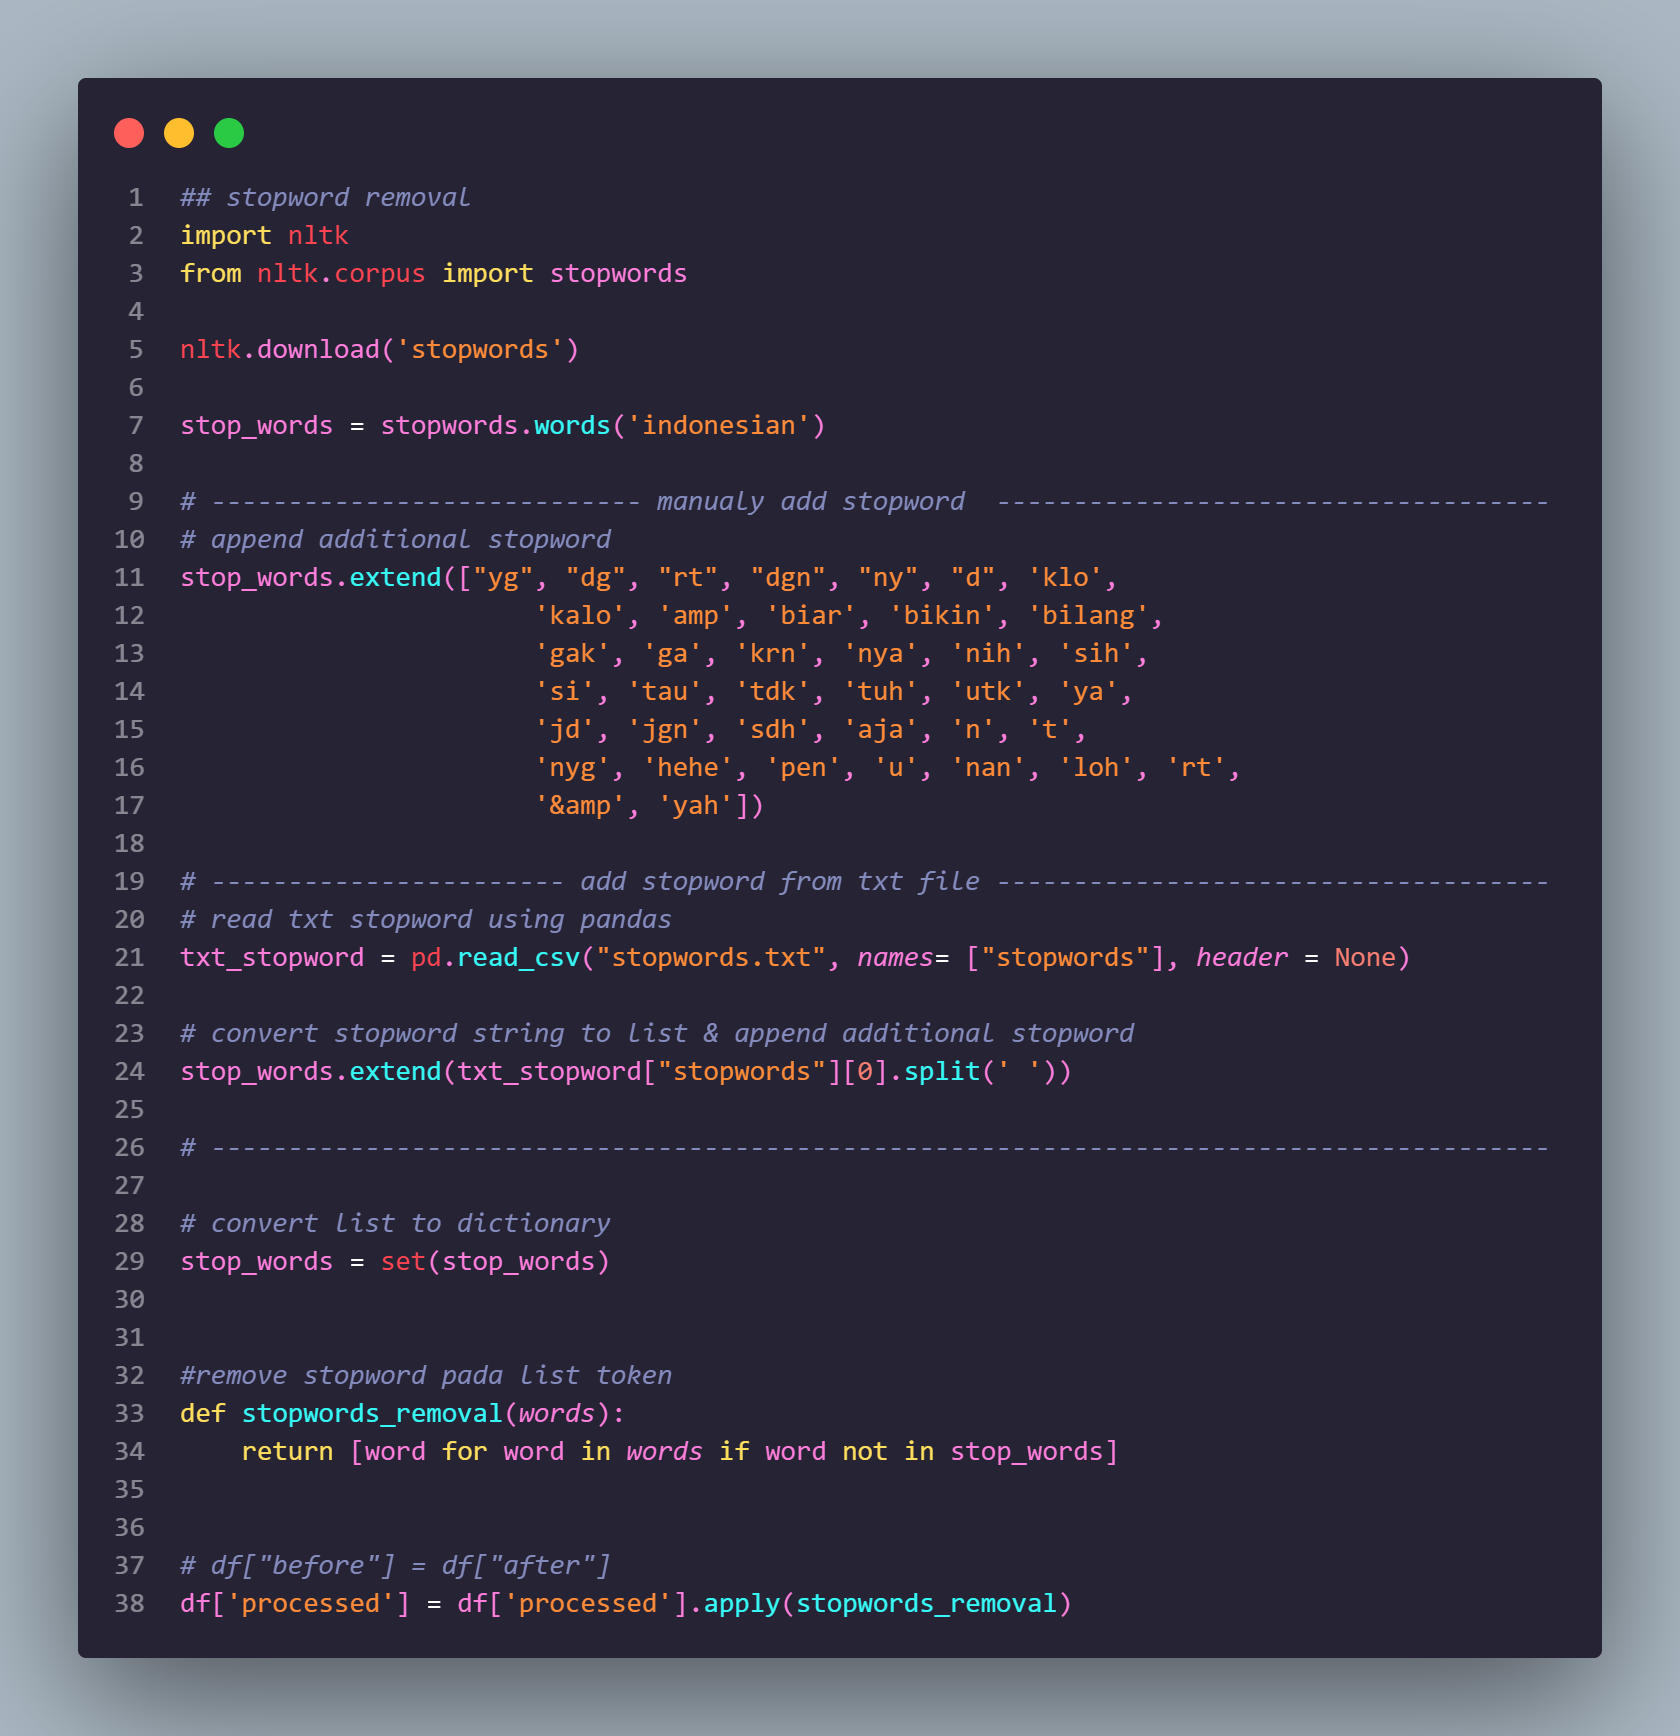 1 ## stopword removal
2 import nltk
3 from nltk.corpus import stopwords
4
5 nltk.download('stopwords')
6
7 stop_words = stopwords.words('indonesian')
8
9 # ---------------------------- manualy add stopword  ------------------------------------
10 # append additional stopword
11 stop_words.extend(["yg", "dg", "rt", "dgn", "ny", "d", 'klo',
12                        'kalo', 'amp', 'biar', 'bikin', 'bilang',
13                        'gak', 'ga', 'krn', 'nya', 'nih', 'sih',
14                        'si', 'tau', 'tdk', 'tuh', 'utk', 'ya',
15                        'jd', 'jgn', 'sdh', 'aja', 'n', 't',
16                        'nyg', 'hehe', 'pen', 'u', 'nan', 'loh', 'rt',
17                        '&amp', 'yah'])
18
19 # ----------------------- add stopword from txt file ------------------------------------
20 # read txt stopword using pandas
21 txt_stopword = pd.read_csv("stopwords.txt", names= ["stopwords"], header = None)
22
23 # convert stopword string to list & append additional stopword
24 stop_words.extend(txt_stopword["stopwords"][0].split(' '))
25
26 # ---------------------------------------------------------------------------------------
27
28 # convert list to dictionary
29 stop_words = set(stop_words)
30
31
32 #remove stopword pada list token
33 def stopwords_removal(words):
34     return [word for word in words if word not in stop_words]
35
36
37 # df["before"] = df["after"]
38 df['processed'] = df['processed'].apply(stopwords_removal)